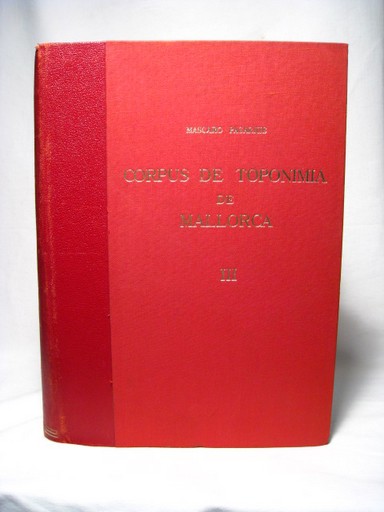 MASCARO PASARIUS
CORPUS DE TOPONIMIA
DE
MALLORCA
III